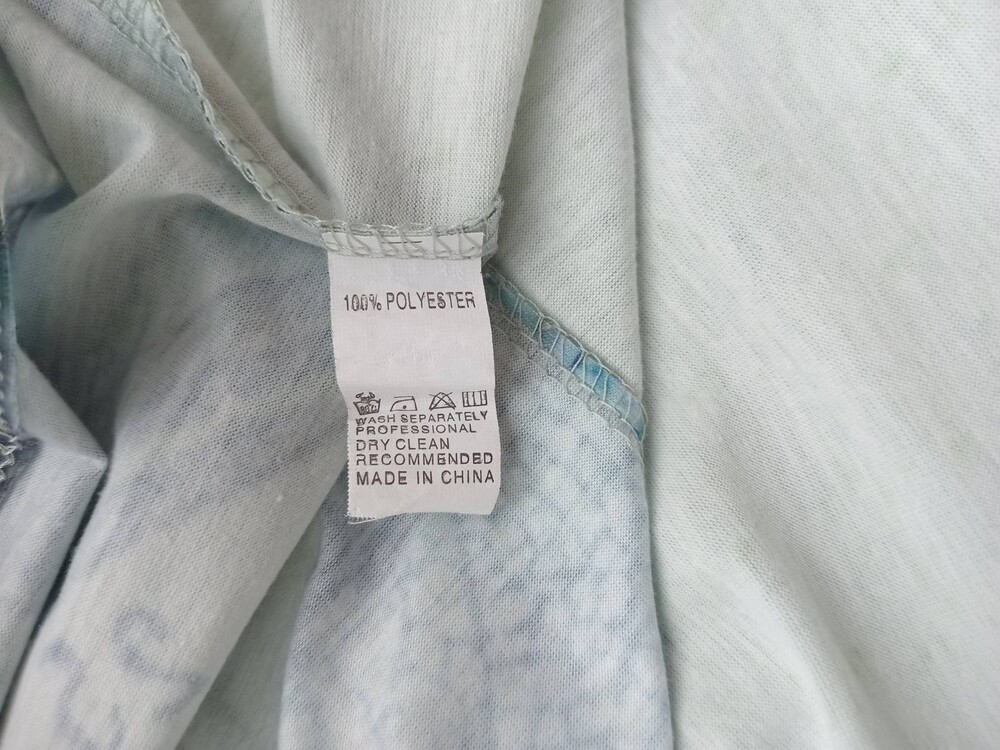 100% POLYESTER
WASH SEPARATELY
PROFESSIONAL
DRY CLEAN
RECOMMENDED
MADE IN CHINA